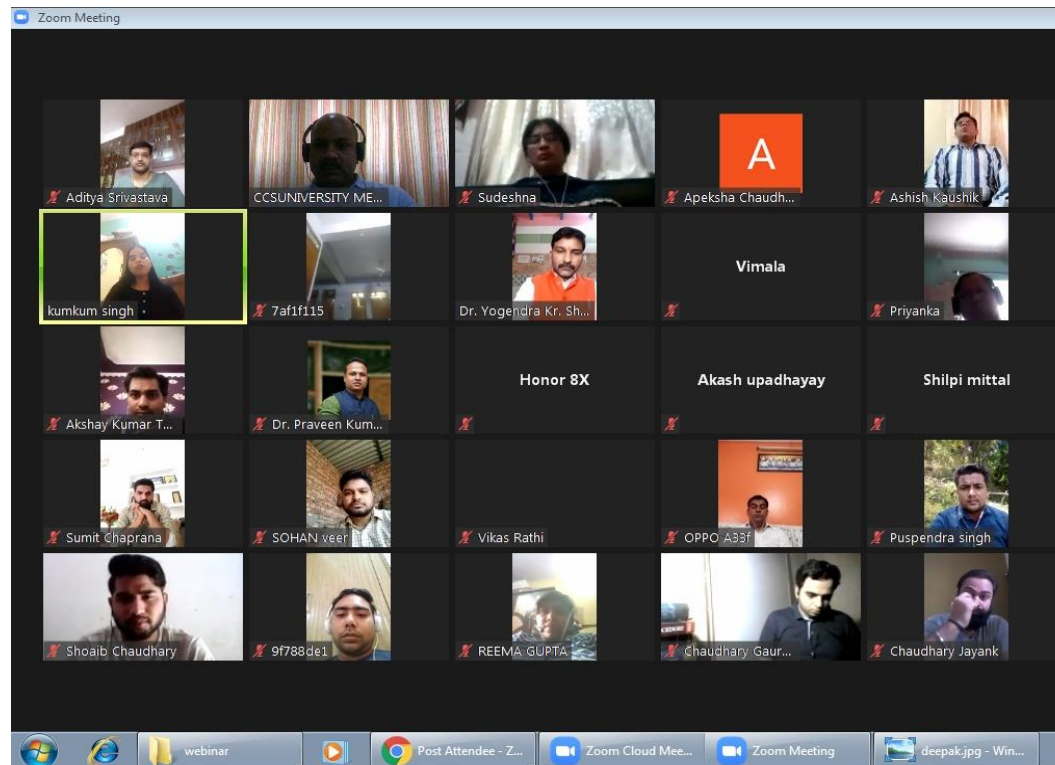 Zoom Meeting
Aditya Srivastava
CCSUNIVERSITY ME...
Sudeshna
A
Apeksha Chaudh...
Ashish Kaushik
kumkum singh
7af1f115
Dr. Yogendra Kr. Sh...
Vimala
Priyanka
Akshay Kumar T...
Dr. Praveen Kum...
Honor 8X
Akash upadhayay
Shilpi mittal
Sumit Chaprana
SOHAN veer
Vikas Rathi
OPPO A33f
Puspendra singh
Shoaib Chaudhary
9f788de1
REEMA GUPTA
Chaudhary Gaur...
Chaudhary Jayank
webinar
Post Attendee - Z...
Zoom Cloud Mee...
Zoom Meeting
deepak.jpg - Win...